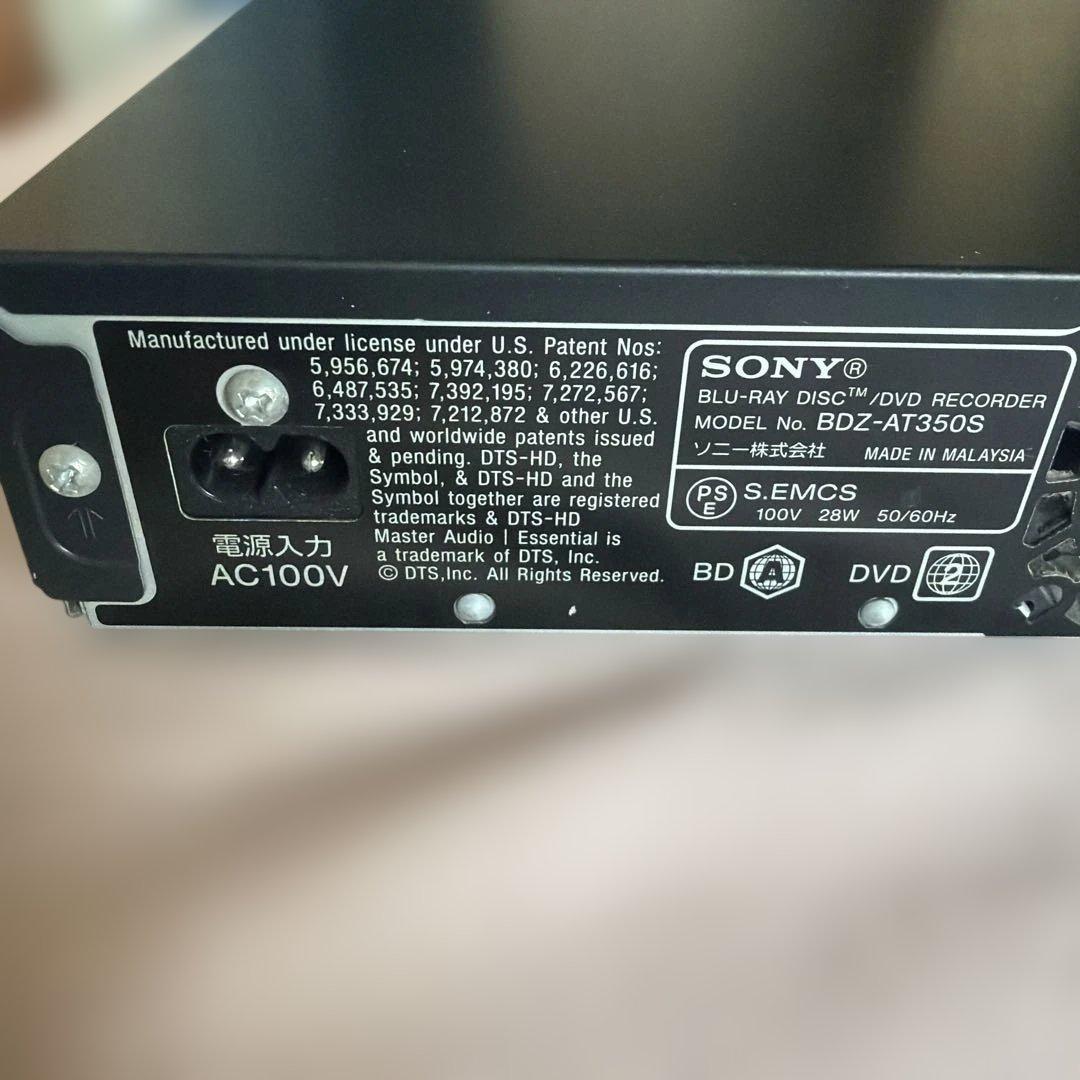 Manufactured under license under U.S. Patent Nos:
5,956,674; 5,974,380; 6,226,616;
6,487,535; 7,392,195; 7,272,567;
7,333,929; 7,212,872 & other U.S.
and worldwide patents issued
& pending. DTS-HD, the
Symbol, & DTS-HD and the
Symbol together are registered
trademarks & DTS-HD
Master Audio | Essential is
a trademark of DTS, Inc.
© DTS,Inc. All Rights Reserved.
電源入力
AC100V
SONY®
BLU-RAY DISC™/DVD RECORDER
MODEL No. BDZ-AT350S
ソニー株式会社 MADE IN MALAYSIA
PSE S.EMCS
100V 28W 50/60Hz
BD A DVD 2